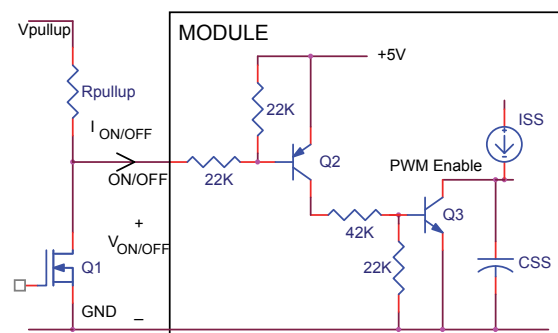 Vpullup
MODULE
+5V
Rpullup
22K
ISS
I ON/OFF
Q2
PWM Enable
ON/OFF
22K
Q3
+
42K
V ON/OFF
22K
CSS
Q1
GND
_